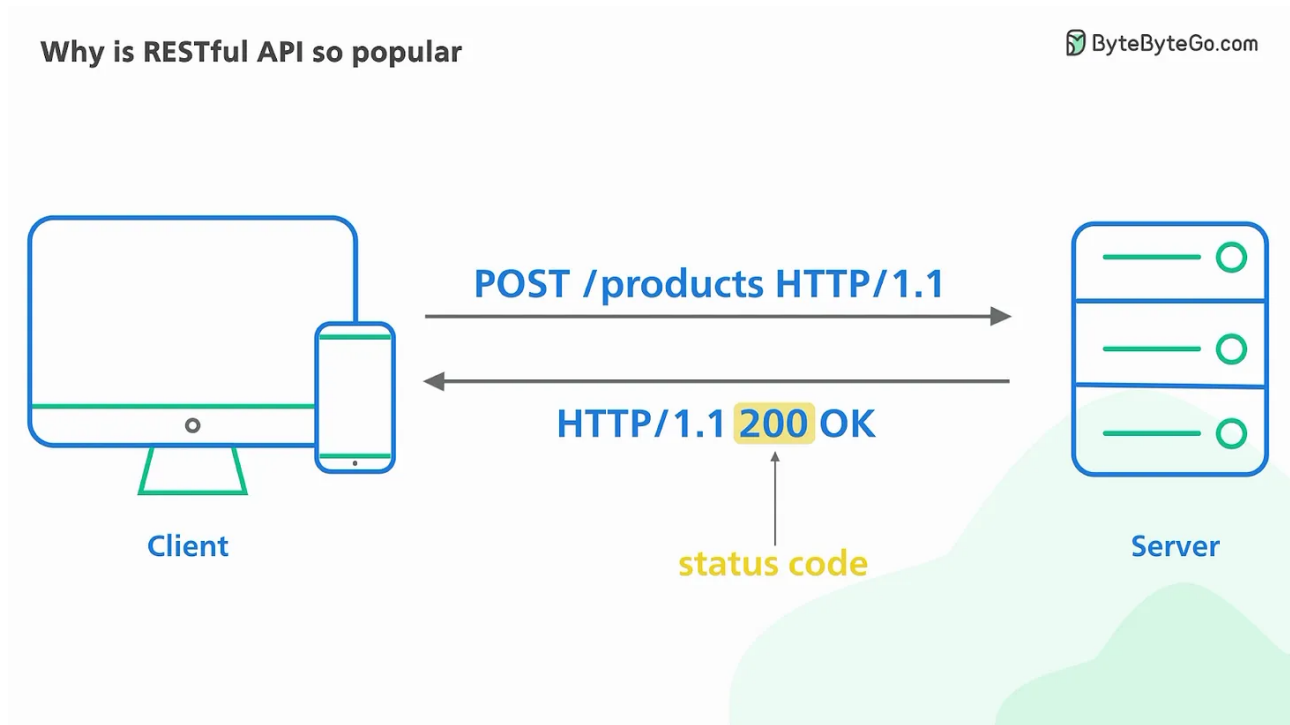 Why is RESTful API so popular
ByteByteGo.com
POST /products HTTP/1.1
HTTP/1.1 200 OK
status code
Client
Server